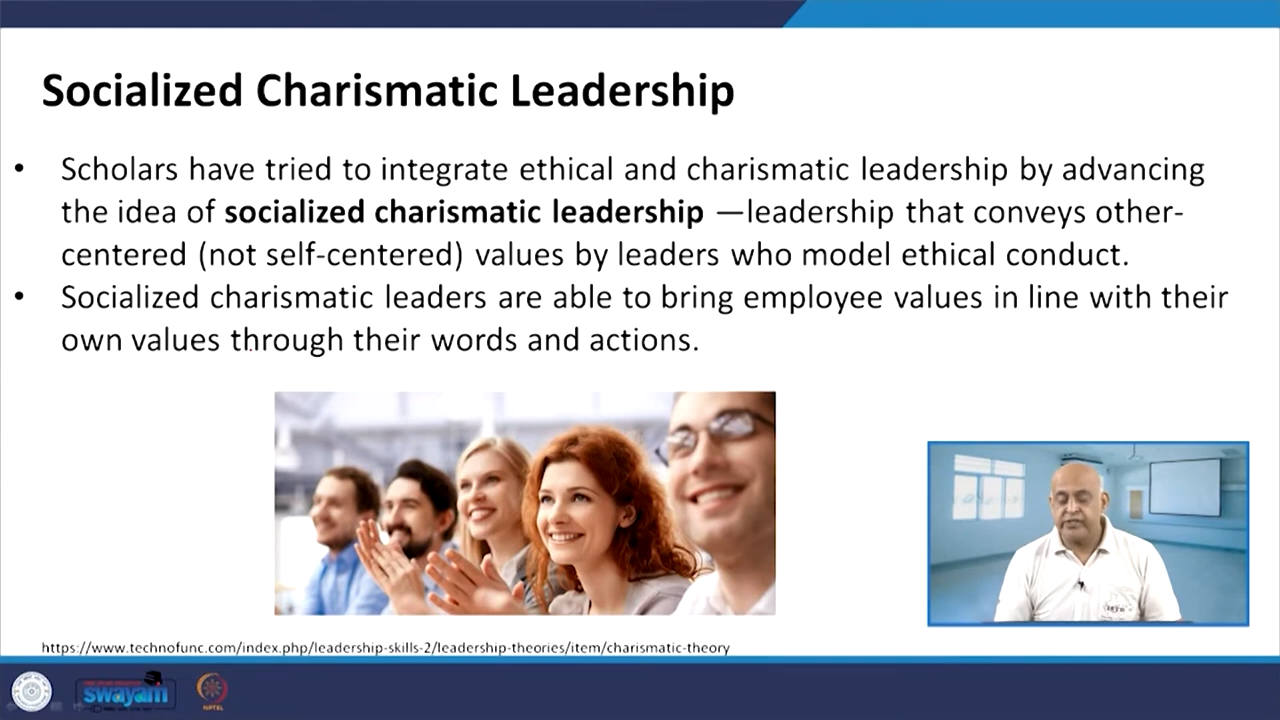 Socialized Charismatic Leadership
• Scholars have tried to integrate ethical and charismatic leadership by advancing
the idea of socialized charismatic leadership —leadership that conveys other-
centered (not self-centered) values by leaders who model ethical conduct.
• Socialized charismatic leaders are able to bring employee values in line with their
own values through their words and actions.
https://www.technofunc.com/index.php/leadership-skills-2/leadership-theories/item/charismatic-theory
swayam
NPTEL